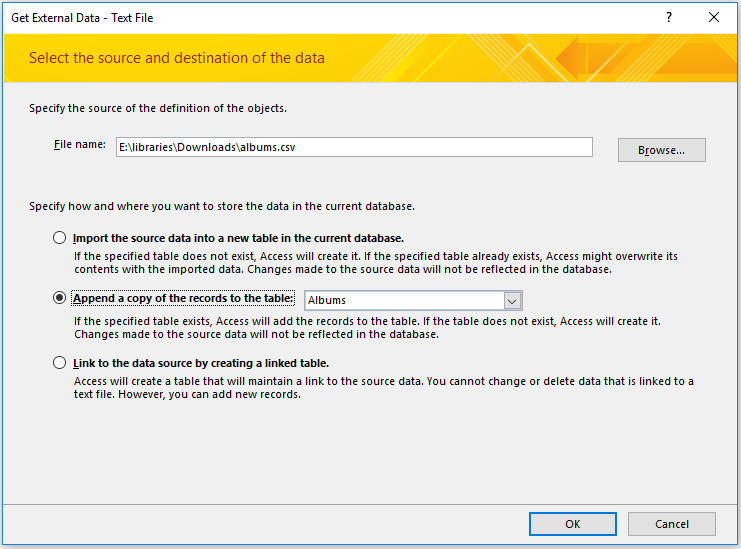 Get External Data - Text File
?
Select the source and destination of the data
Specify the source of the definition of the objects.
File name: E:\libraries\Downloads\albums.csv Browse...
Specify how and where you want to store the data in the current database.
Import the source data into a new table in the current database.
If the specified table does not exist, Access will create it. If the specified table already exists, Access might overwrite its
contents with the imported data. Changes made to the source data will not be reflected in the database.
Append a copy of the records to the table: Albums
If the specified table exists, Access will add the records to the table. If the table does not exist, Access will create it.
Changes made to the source data will not be reflected in the database.
Link to the data source by creating a linked table.
Access will create a table that will maintain a link to the source data. You cannot change or delete data that is linked to a
text file. However, you can add new records.
OK Cancel